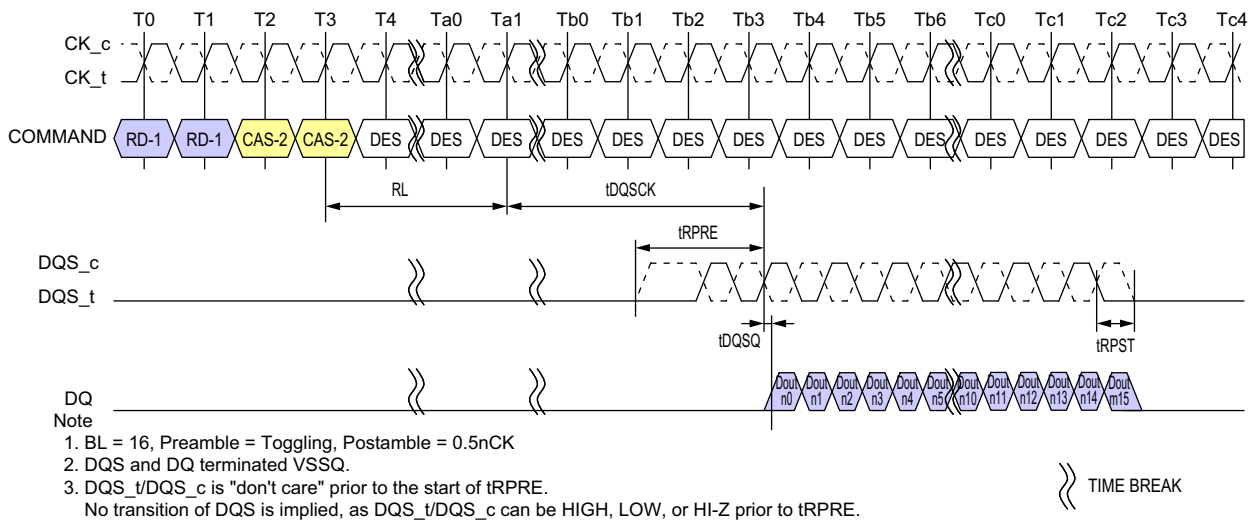 T0 T1 T2 T3 T4 Ta0 Ta1 Tb0 Tb1 Tb2 Tb3 Tb4 Tb5 Tb6 Tc0 Tc1 Tc2 Tc3 Tc4
CK_c
CK_t
COMMAND RD-1 RD-1 CAS-2 CAS-2 DES DES DES DES DES DES DES DES DES DES DES DES DES DES DES
RL tDQSCK
tRPRE
DQS_c
DQS_t
tDQSQ tRPST
DQ Dout n0 Dout n1 Dout n2 Dout n3 Dout n4 Dout n5 Dout n10 Dout n11 Dout n12 Dout n13 Dout n14 Dout m15
Note
1. BL = 16, Preamble = Toggling, Postamble = 0.5nCK
2. DQS and DQ terminated VSSQ.
3. DQS_t/DQS_c is "don't care" prior to the start of tRPRE.
No transition of DQS is implied, as DQS_t/DQS_c can be HIGH, LOW, or HI-Z prior to tRPRE.
TIME BREAK